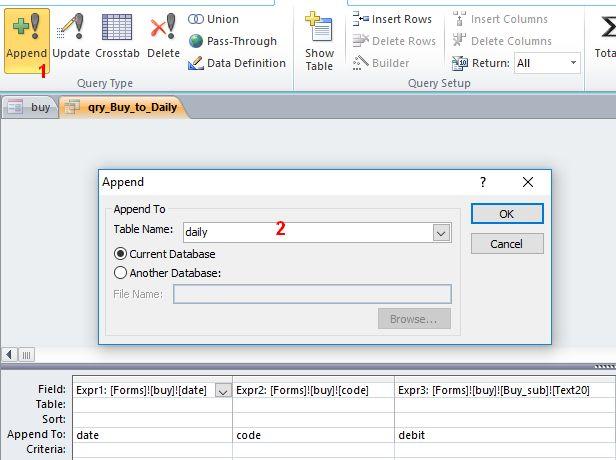 Append Update Crosstab Delete
Union
Pass-Through
Data Definition
Query Type
Show Table
Insert Rows
Delete Rows
Builder
Insert Columns
Delete Columns
Return: All
Query Setup
1
buy qry_Buy_to_Daily
Append ?
Append To
Table Name: daily 2
Current Database
Another Database:
File Name:
Browse...
OK
Cancel
Field: Expr1: [Forms]![buy]![date] Expr2: [Forms]![buy]![code] Expr3: [Forms]![buy]![Buy_sub]![Text20]
Table:
Sort:
Append To: date code debit
Criteria: